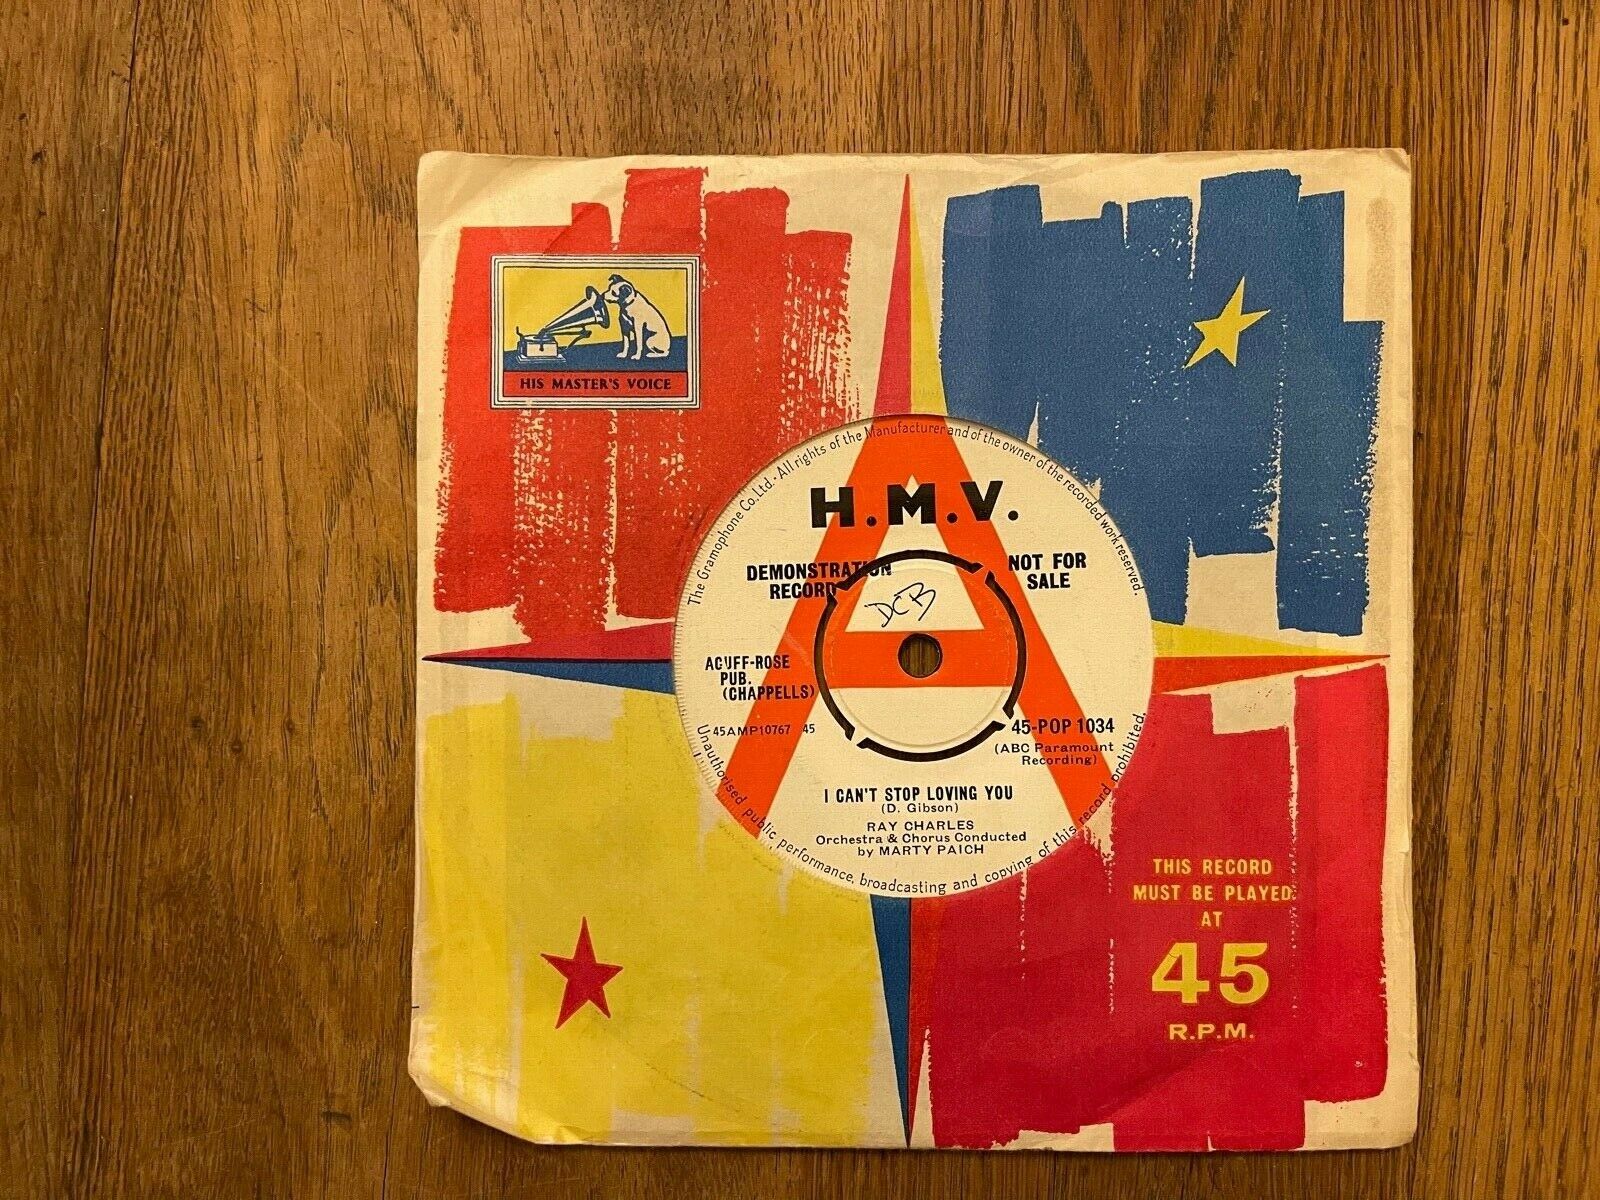 HIS MASTER'S VOICE
The Gramophone Co. Ltd. - All rights of the Manufacturer and of the owner of the recorded work reserved.
H.M.V.
DEMONSTRATION
RECORD
NOT FOR
SALE
DCB
ACUFF-ROSE
PUB.
(CHAPPELLS)
45AMP10767 45
45-POP 1034
(ABC Paramount
Recording)
I CAN'T STOP LOVING YOU
(D. Gibson)
RAY CHARLES
Orchestra & Chorus Conducted
by MARTY PAICH
Unauthorised public performance, broadcasting and copying of this record prohibited.
THIS RECORD
MUST BE PLAYED
AT
45
R.P.M.